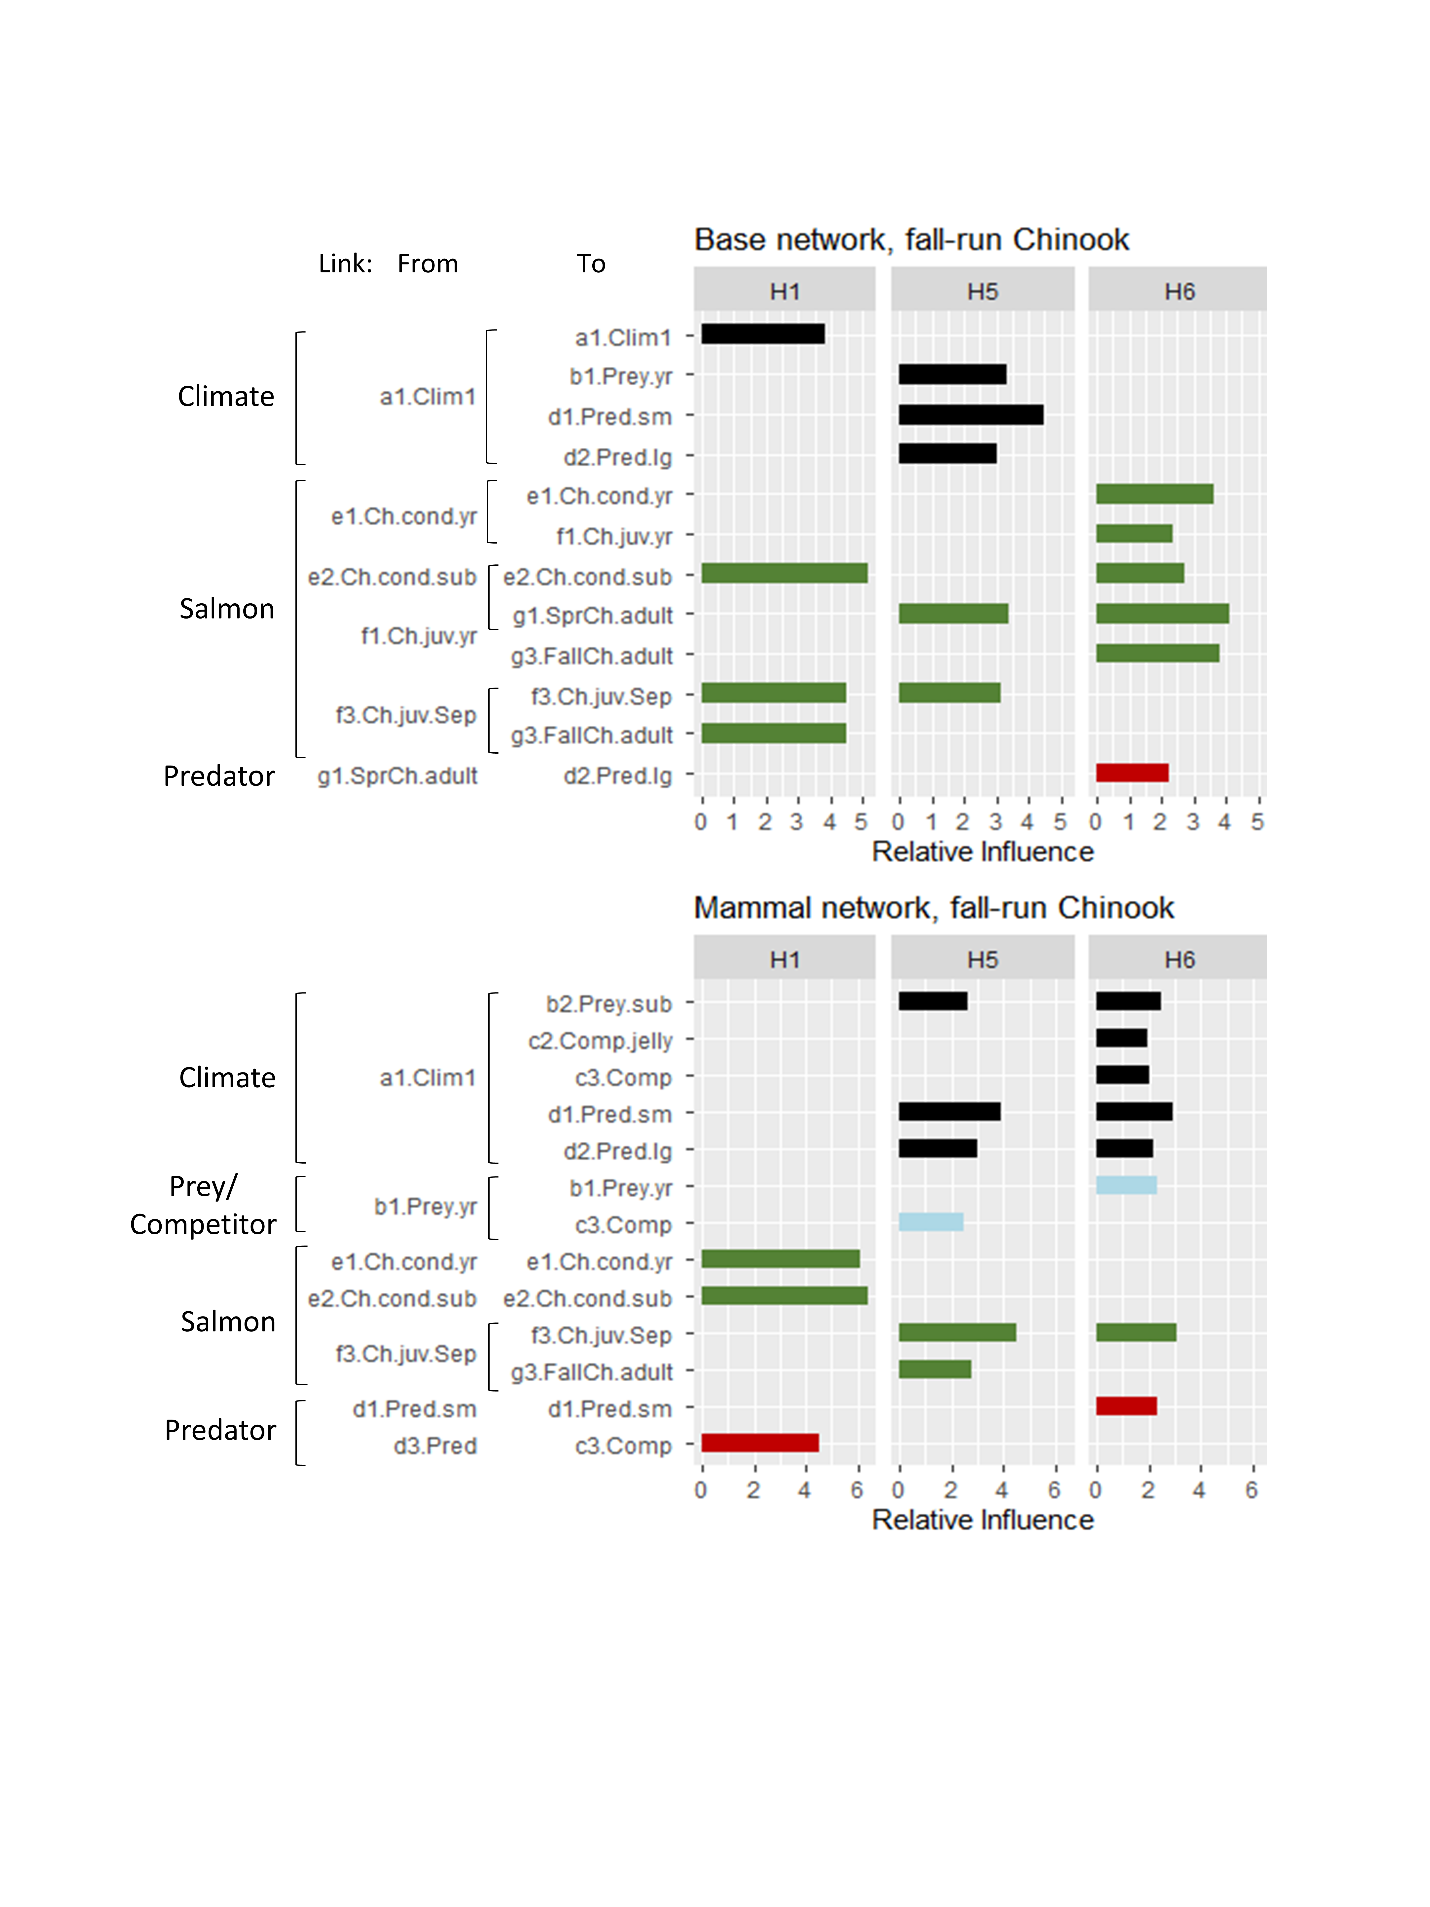 Base network, fall-run Chinook
Link: From To
H1 H5 H6
a1.Clim1
b1.Prey.yr
Climate a1.Clim1
d1.Pred.sm
d2.Pred.lg
e1.Ch.cond.yr
e1.Ch.cond.yr
f1.Ch.juv.yr
e2.Ch.cond.sub e2.Ch.cond.sub
Salmon g1.SprCh.adult
f1.Ch.juv.yr
g3.FallCh.adult
f3.Ch.juv.Sep
f3.Ch.juv.Sep
g3.FallCh.adult
Predator g1.SprCh.adult d2.Pred.lg
0 1 2 3 4 5 0 1 2 3 4 5 0 1 2 3 4 5
Relative Influence
Mammal network, fall-run Chinook
H1 H5 H6
b2.Prey.sub
c2.Comp.jelly
Climate a1.Clim1 c3.Comp
d1.Pred.sm
d2.Pred.lg
Prey/ b1.Prey.yr
b1.Prey.yr
Competitor c3.Comp
e1.Ch.cond.yr e1.Ch.cond.yr
e2.Ch.cond.sub e2.Ch.cond.sub
Salmon f3.Ch.juv.Sep
f3.Ch.juv.Sep
g3.FallCh.adult
d1.Pred.sm d1.Pred.sm
Predator
d3.Pred c3.Comp
0 2 4 6 0 2 4 6 0 2 4 6
Relative Influence